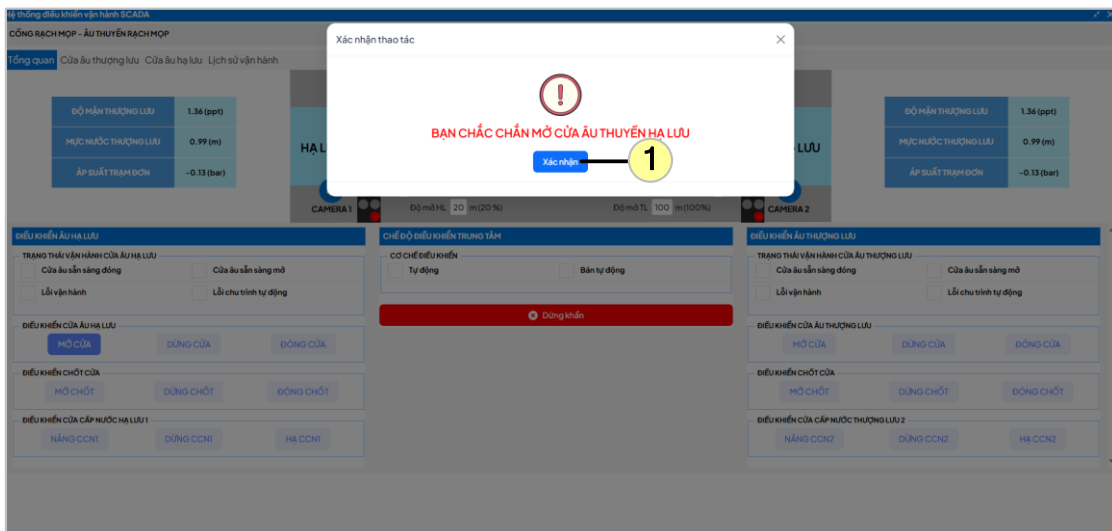 Hệ thống điều khiển vận hành SCADA
CỐNG RẠCH MỌP - ÂU THUYỀN RẠCH MỌP
Tổng quan Cửa âu thượng lưu Cửa âu hạ lưu Lịch sử vận hành
Xác nhận thao tác
BẠN CHẮC CHẮN MỞ CỬA ÂU THUYỀN HẠ LƯU
Xác nhận
1
ĐỘ MẶN THƯỢNG LƯU 1.36 (ppt)
MỰC NƯỚC THƯỢNG LƯU 0.99 (m)
ÁP SUẤT TRẠM ĐƠN -0.13 (bar)
HẠ L
LƯU
ĐỘ MẶN THƯỢNG LƯU 1.36 (ppt)
MỰC NƯỚC THƯỢNG LƯU 0.99 (m)
ÁP SUẤT TRẠM ĐƠN -0.13 (bar)
CAMERA 1 Độ mở HL 20 m (20 %) Độ mở TL 100 m (100%) CAMERA 2
ĐIỀU KHIỂN ÂU HẠ LƯU
TRẠNG THÁI VẬN HÀNH CỬA ÂU HẠ LƯU
Cửa âu sẵn sàng đóng Cửa âu sẵn sàng mở
Lỗi vận hành Lỗi chu trình tự động
ĐIỀU KHIỂN CỬA ÂU HẠ LƯU
MỞ CỬA DỪNG CỬA ĐÓNG CỬA
ĐIỀU KHIỂN CHỐT CỬA
MỞ CHỐT DỪNG CHỐT ĐÓNG CHỐT
ĐIỀU KHIỂN CỬA CẤP NƯỚC HẠ LƯU 1
NÂNG CCN1 DỪNG CCN1 HẠ CCN1
CHẾ ĐỘ ĐIỀU KHIỂN TRUNG TÂM
CƠ CHẾ ĐIỀU KHIỂN
Tự động Bán tự động
Dừng khẩn
ĐIỀU KHIỂN ÂU THƯỢNG LƯU
TRẠNG THÁI VẬN HÀNH CỬA ÂU THƯỢNG LƯU
Cửa âu sẵn sàng đóng Cửa âu sẵn sàng mở
Lỗi vận hành Lỗi chu trình tự động
ĐIỀU KHIỂN CỬA ÂU THƯỢNG LƯU
MỞ CỬA DỪNG CỬA ĐÓNG CỬA
ĐIỀU KHIỂN CHỐT CỬA
MỞ CHỐT DỪNG CHỐT ĐÓNG CHỐT
ĐIỀU KHIỂN CỬA CẤP NƯỚC THƯỢNG LƯU 2
NÂNG CCN2 DỪNG CCN2 HẠ CCN2